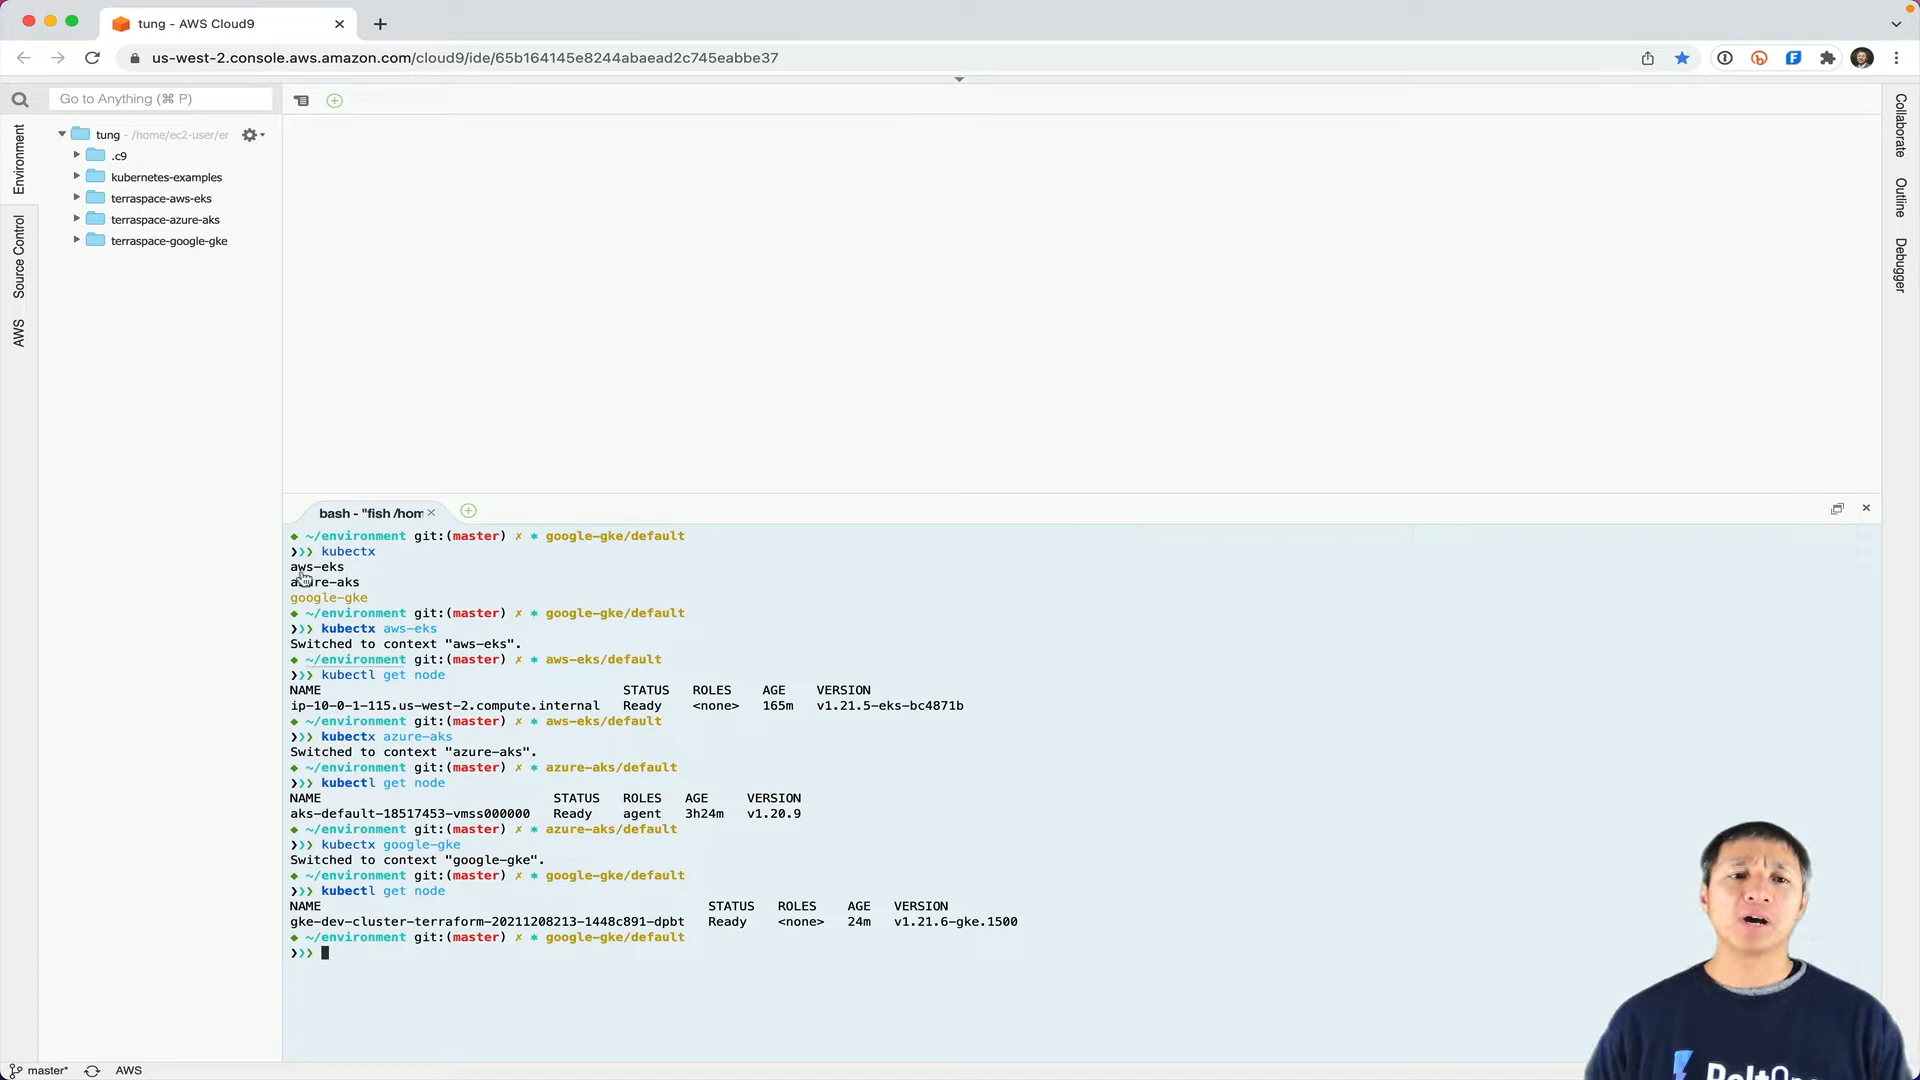 tung - AWS Cloud9
us-west-2.console.aws.amazon.com/cloud9/ide/65b164145e8244abaead2c745eabbe37
Go to Anything (⌘ P)
Environment
Source Control
AWS
tung - /home/ec2-user/er
.c9
kubernetes-examples
terraspace-aws-eks
terraspace-azure-aks
terraspace-google-gke
Collaborate
Outline
Debugger
bash - "fish /hom
◆ ~/environment git:(master) ✗ ✱ google-gke/default
❯❯❯ kubectx
aws-eks
azure-aks
google-gke
◆ ~/environment git:(master) ✗ ✱ google-gke/default
❯❯❯ kubectx aws-eks
Switched to context "aws-eks".
◆ ~/environment git:(master) ✗ ✱ aws-eks/default
❯❯❯ kubectl get node
NAME STATUS ROLES AGE VERSION
ip-10-0-1-115.us-west-2.compute.internal Ready <none> 165m v1.21.5-eks-bc4871b
◆ ~/environment git:(master) ✗ ✱ aws-eks/default
❯❯❯ kubectx azure-aks
Switched to context "azure-aks".
◆ ~/environment git:(master) ✗ ✱ azure-aks/default
❯❯❯ kubectl get node
NAME STATUS ROLES AGE VERSION
aks-default-18517453-vmss000000 Ready agent 3h24m v1.20.9
◆ ~/environment git:(master) ✗ ✱ azure-aks/default
❯❯❯ kubectx google-gke
Switched to context "google-gke".
◆ ~/environment git:(master) ✗ ✱ google-gke/default
❯❯❯ kubectl get node
NAME STATUS ROLES AGE VERSION
gke-dev-cluster-terraform-20211208213-1448c891-dpbt Ready <none> 24m v1.21.6-gke.1500
◆ ~/environment git:(master) ✗ ✱ google-gke/default
❯❯❯
master*
AWS